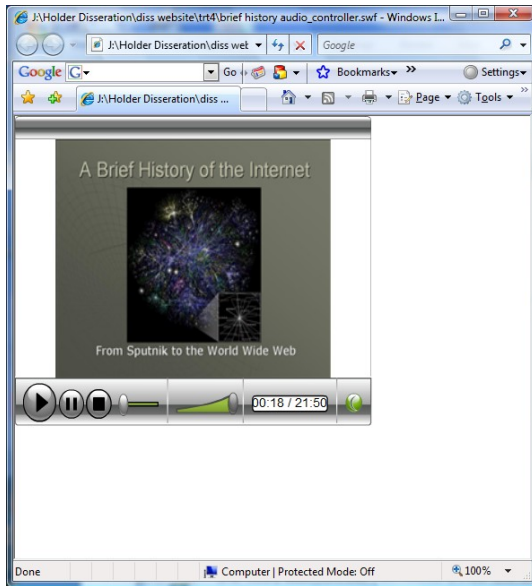 J:\Holder Disseration\diss website\trt4\brief history audio_controller.swf - Windows I...
J:\Holder Disseration\diss wet Google
Google G Go Bookmarks >> Settings
J:\Holder Disseration\diss ... Page Tools >>
A Brief History of the Internet
From Sputnik to the World Wide Web
00:18 / 21:50
Done Computer | Protected Mode: Off 100%